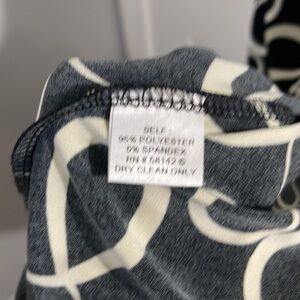 SELF
95% POLYESTER
5% SPANDEX
RN # 58142 ©
DRY CLEAN ONLY